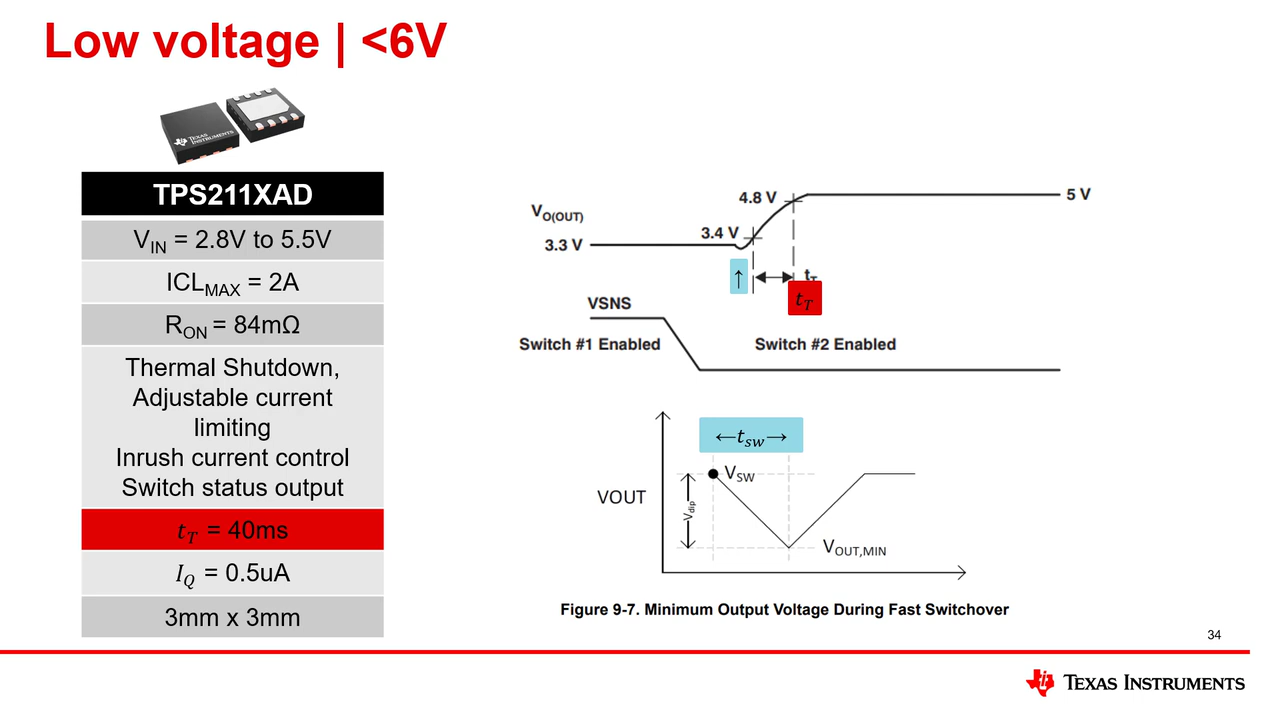 Low voltage | <6V
TEXAS INSTRUMENTS
TPS211XAD
VIN = 2.8V to 5.5V
ICLMAX = 2A
RON = 84mΩ
Thermal Shutdown,
Adjustable current
limiting
Inrush current control
Switch status output
tT = 40ms
IQ = 0.5uA
3mm x 3mm
VO(OUT)
3.3 V
3.4 V
4.8 V
5 V
↑
tT
tT
VSNS
Switch #1 Enabled
Switch #2 Enabled
←tsw→
VSW
VOUT
Vdip
VOUT,MIN
Figure 9-7. Minimum Output Voltage During Fast Switchover
34
TEXAS INSTRUMENTS